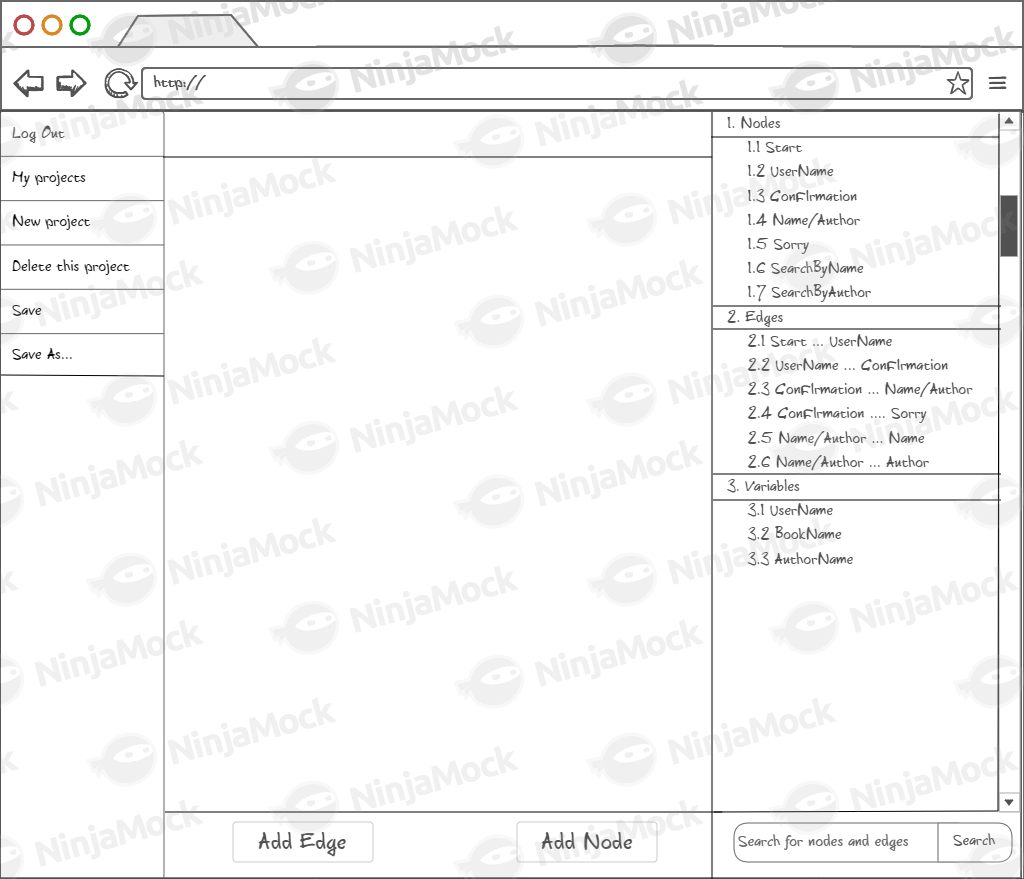 http://
Log Out
My projects
New project
Delete this project
Save
Save As...
1. Nodes
1.1 Start
1.2 UserName
1.3 Confirmation
1.4 Name/Author
1.5 Sorry
1.6 SearchByName
1.7 SearchByAuthor
2. Edges
2.1 Start ... UserName
2.2 UserName ... Confirmation
2.3 Confirmation ... Name/Author
2.4 Confirmation .... Sorry
2.5 Name/Author ... Name
2.6 Name/Author ... Author
3. Variables
3.1 UserName
3.2 BookName
3.3 AuthorName
Add Edge
Add Node
Search for nodes and edges
Search
NinjaMock